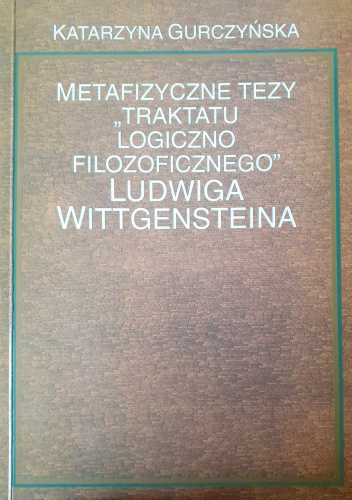 KATARZYNA GURCZYŃSKA
METAFIZYCZNE TEZY
„TRAKTATU
LOGICZNO
FILOZOFICZNEGO”
LUDWIGA
WITTGENSTEINA